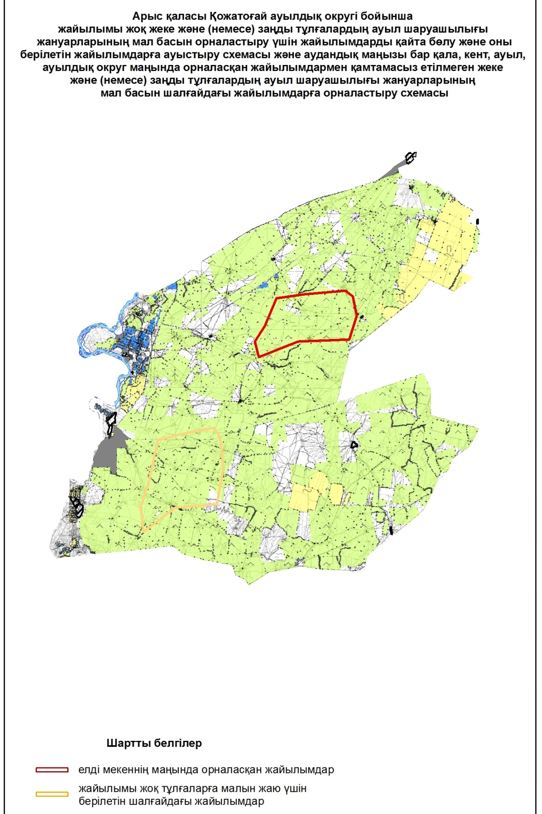 Арыс қаласы Қожатоғай ауылдық округі бойынша
жайылымы жоқ жеке және (немесе) заңды тұлғалардың ауыл шаруашылығы
жануарларының мал басын орналастыру үшін жайылымдарды қайта бөлу және оны
берілетін жайылымдарға ауыстыру схемасы және аудандық маңызы бар қала, кент, ауыл,
ауылдық округ маңында орналасқан жайылымдармен қамтамасыз етілмеген жеке
және (немесе) заңды тұлғалардың ауыл шаруашылығы жануарларының
мал басын шалғайдағы жайылымдарға орналастыру схемасы
Шартты белгілер
елді мекеннің маңында орналасқан жайылымдар
жайылымы жоқ тұлғаларға малын жаю үшін
берілетін шалғайдағы жайылымдар